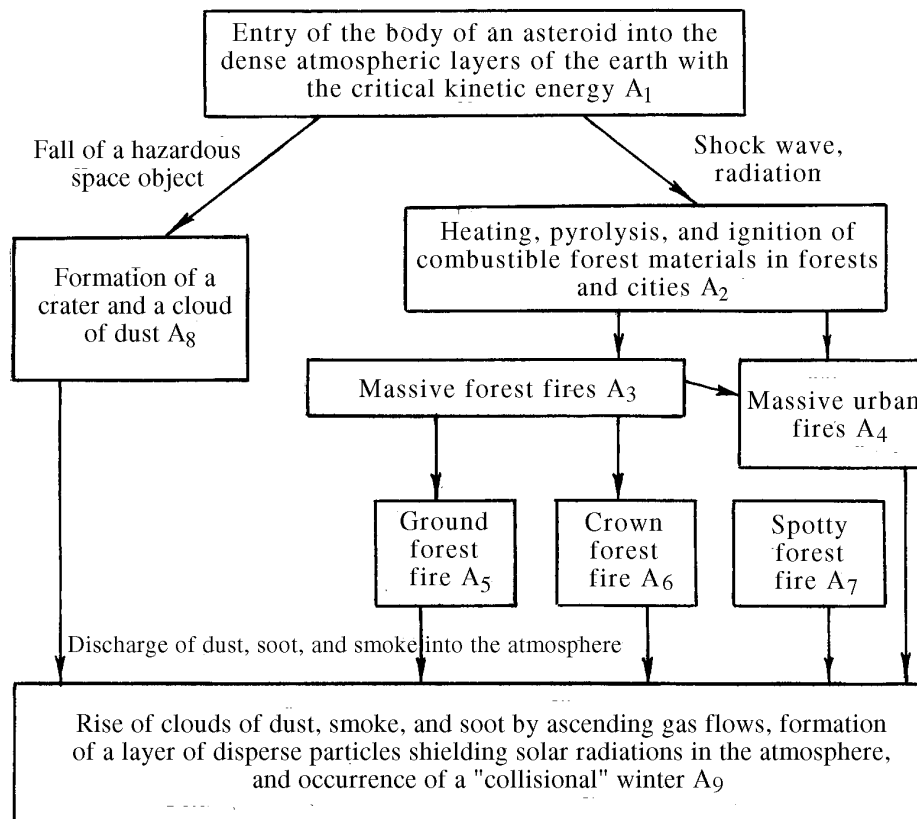 Entry of the body of an asteroid into the
dense atmospheric layers of the earth with
the critical kinetic energy A1
Fall of a hazardous
space object
Shock wave,
radiation
Heating, pyrolysis, and ignition of
combustible forest materials in forests
and cities A2
Formation of a
crater and a cloud
of dust A8
Massive forest fires A3
Massive urban
fires A4
Ground
forest
fire A5
Crown
forest
fire A6
Spotty
forest
fire A7
Discharge of dust, soot, and smoke into the atmosphere
Rise of clouds of dust, smoke, and soot by ascending gas flows, formation
of a layer of disperse particles shielding solar radiations in the atmosphere,
and occurrence of a "collisional" winter A9